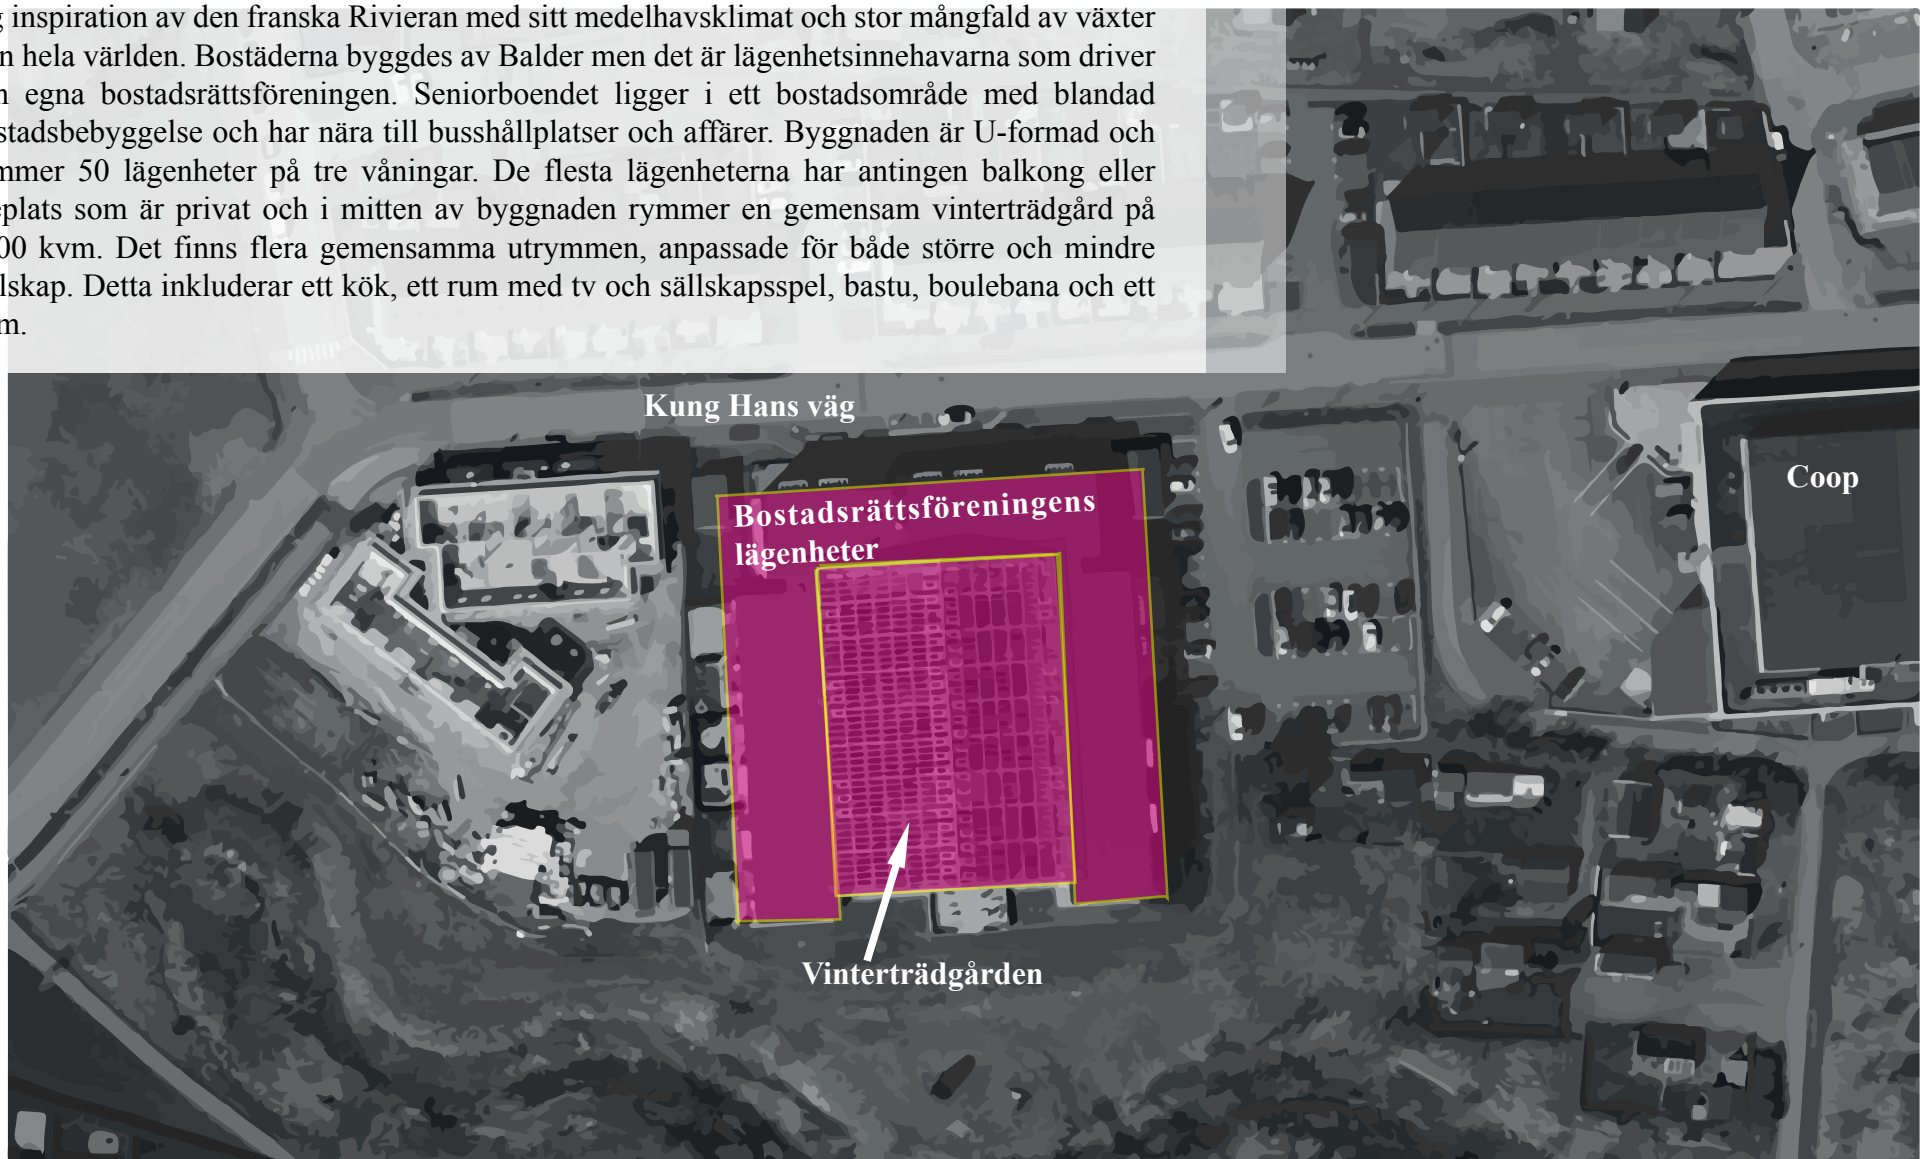 g inspiration av den franska Rivieran med sitt medelhavsklimat och stor mångfald av växter
n hela världen. Bostäderna byggdes av Balder men det är lägenhetsinnehavarna som driver
n egna bostadsrättsföreningen. Seniorboendet ligger i ett bostadsområde med blandad
stadsbebyggelse och har nära till busshållplatser och affärer. Byggnaden är U-formad och
mmer 50 lägenheter på tre våningar. De flesta lägenheterna har antingen balkong eller
eplats som är privat och i mitten av byggnaden rymmer en gemensam vinterträdgård på
00 kvm. Det finns flera gemensamma utrymmen, anpassade för både större och mindre
lskap. Detta inkluderar ett kök, ett rum med tv och sällskapsspel, bastu, boulebana och ett
m.
Kung Hans väg
Coop
Bostadsrättsföreningens
lägenheter
Vinterträdgården